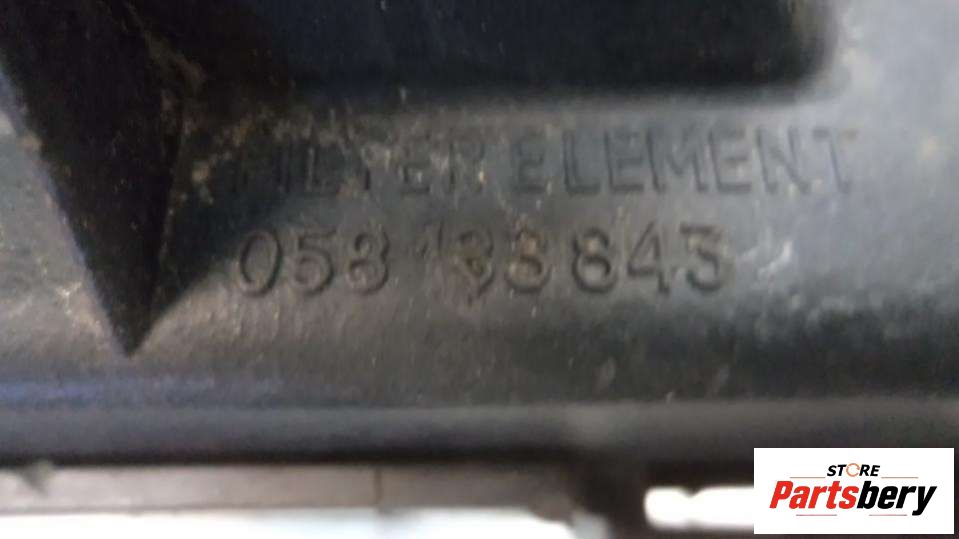 FILTER ELEMENT
058 133 843
STORE
Partsbery